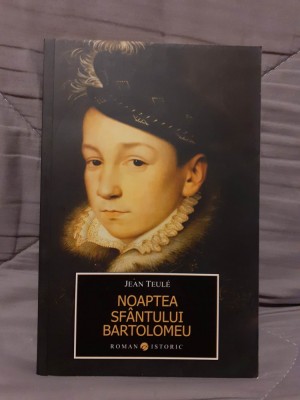 JEAN TEULÉ
NOAPTEA
SFÂNTULUI
BARTOLOMEU
ROMAN ISTORIC